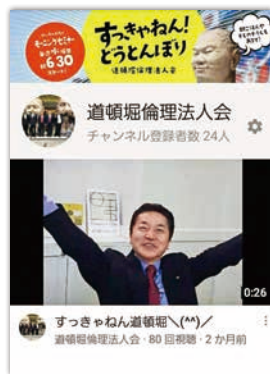 モーニングセミナー
6:30
すっきゃねん!
どうとんぼり
道頓堀倫理法人会
道頓堀倫理法人会
チャンネル登録者数 24人
0:26
すっきゃねん道頓堀＼(^^)／
道頓堀倫理法人会・80 回視聴・2 か月前